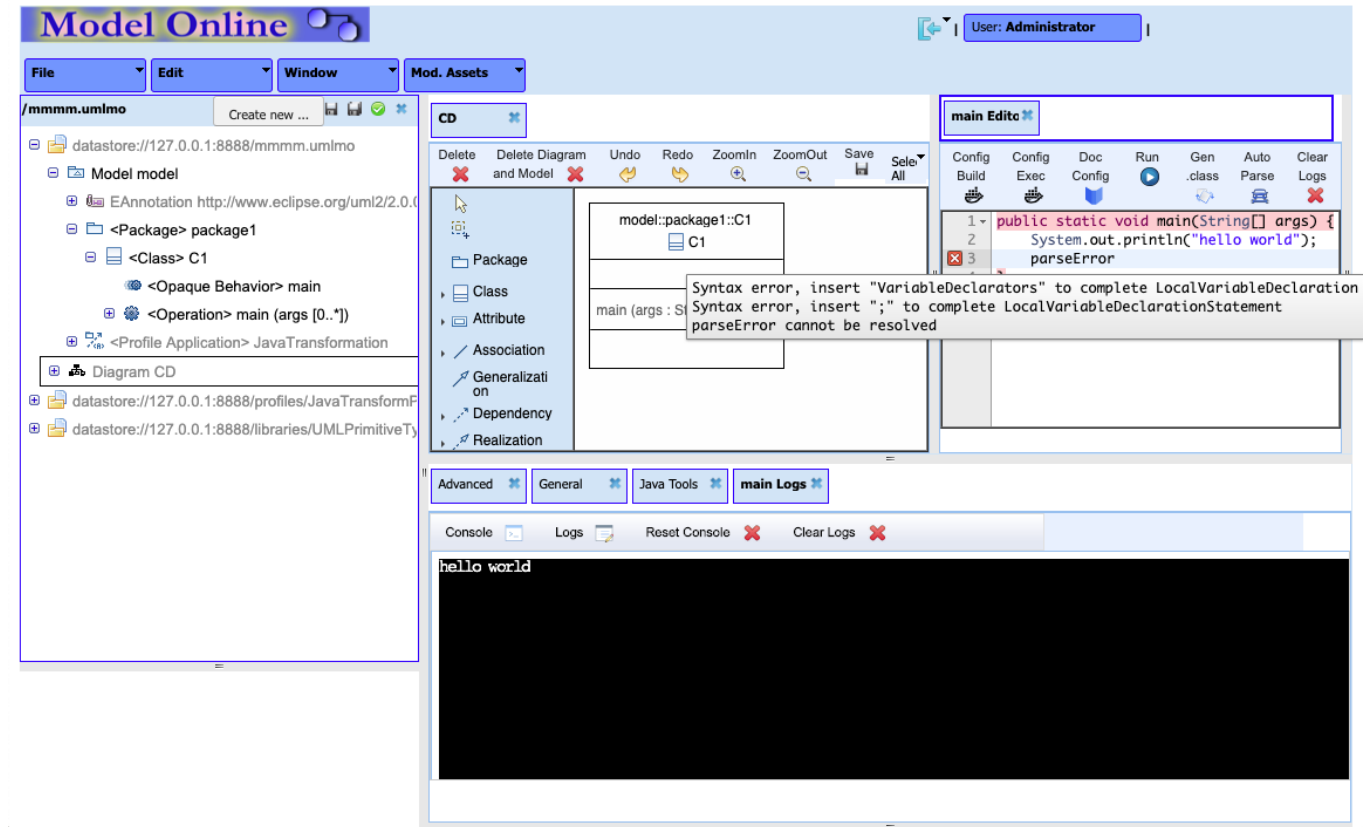 Model Online
User: Administrator
File Edit Window Mod. Assets
/mmmm.umlmo
Create new ...
datastore://127.0.0.1:8888/mmmm.umlmo
Model model
EAnnotation http://www.eclipse.org/uml2/2.0.
<Package> package1
<Class> C1
<Opaque Behavior> main
<Operation> main (args [0..*])
<Profile Application> JavaTransformation
Diagram CD
datastore://127.0.0.1:8888/profiles/JavaTransform
datastore://127.0.0.1:8888/libraries/UMLPrimitiveTy
CD
Delete
Delete Diagram
and Model
Undo
Redo
ZoomIn
ZoomOut
Save
Sele
All
Package
Class
Attribute
Association
Generalizati
on
Dependency
Realization
model::package1::C1
C1
main (args : St
main Edito
Config
Build
Config
Exec
Doc
Config
Run
Gen
.class
Auto
Parse
Clear
Logs
1 public static void main(String[] args) {
2 System.out.println("hello world");
3 parseError
Syntax error, insert "VariableDeclarators" to complete LocalVariableDeclaration
Syntax error, insert ";" to complete LocalVariableDeclarationStatement
parseError cannot be resolved
Advanced General Java Tools main Logs
Console Logs Reset Console Clear Logs
hello world